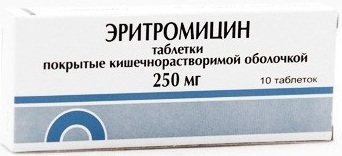 ЭРИТРОМИЦИН
таблетки
покрытые кишечнорастворимой оболочкой
250 мг
10 таблеток